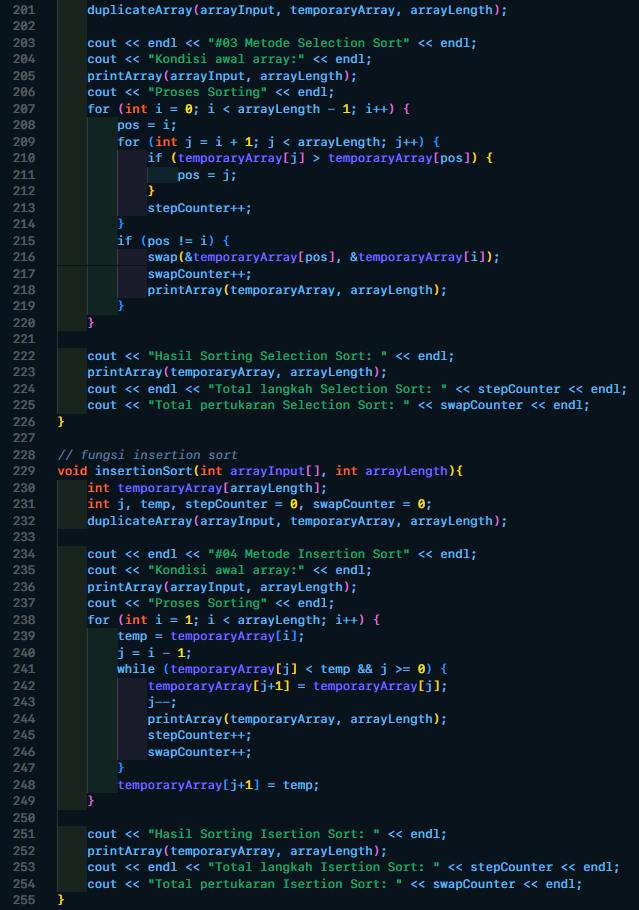 201 duplicateArray(arrayInput, temporaryArray, arrayLength);
202
203 cout << endl << "#03 Metode Selection Sort" << endl;
204 cout << "Kondisi awal array:" << endl;
205 printArray(arrayInput, arrayLength);
206 cout << "Proses Sorting" << endl;
207 for (int i = 0; i < arrayLength - 1; i++) {
208 pos = i;
209 for (int j = i + 1; j < arrayLength; j++) {
210 if (temporaryArray[j] > temporaryArray[pos]) {
211 pos = j;
212 }
213 stepCounter++;
214 }
215 if (pos != i) {
216 swap(&temporaryArray[pos], &temporaryArray[i]);
217 swapCounter++;
218 printArray(temporaryArray, arrayLength);
219 }
220 }
221
222 cout << "Hasil Sorting Selection Sort: " << endl;
223 printArray(temporaryArray, arrayLength);
224 cout << endl << "Total langkah Selection Sort: " << stepCounter << endl;
225 cout << "Total pertukaran Selection Sort: " << swapCounter << endl;
226 }
227
228 // fungsi insertion sort
229 void insertionSort(int arrayInput[], int arrayLength){
230 int temporaryArray[arrayLength];
231 int j, temp, stepCounter = 0, swapCounter = 0;
232 duplicateArray(arrayInput, temporaryArray, arrayLength);
233
234 cout << endl << "#04 Metode Insertion Sort" << endl;
235 cout << "Kondisi awal array:" << endl;
236 printArray(arrayInput, arrayLength);
237 cout << "Proses Sorting" << endl;
238 for (int i = 1; i < arrayLength; i++) {
239 temp = temporaryArray[i];
240 j = i - 1;
241 while (temporaryArray[j] < temp && j >= 0) {
242 temporaryArray[j+1] = temporaryArray[j];
243 j--;
244 printArray(temporaryArray, arrayLength);
245 stepCounter++;
246 swapCounter++;
247 }
248 temporaryArray[j+1] = temp;
249 }
250
251 cout << "Hasil Sorting Isertion Sort: " << endl;
252 printArray(temporaryArray, arrayLength);
253 cout << endl << "Total langkah Isertion Sort: " << stepCounter << endl;
254 cout << "Total pertukaran Isertion Sort: " << swapCounter << endl;
255 }